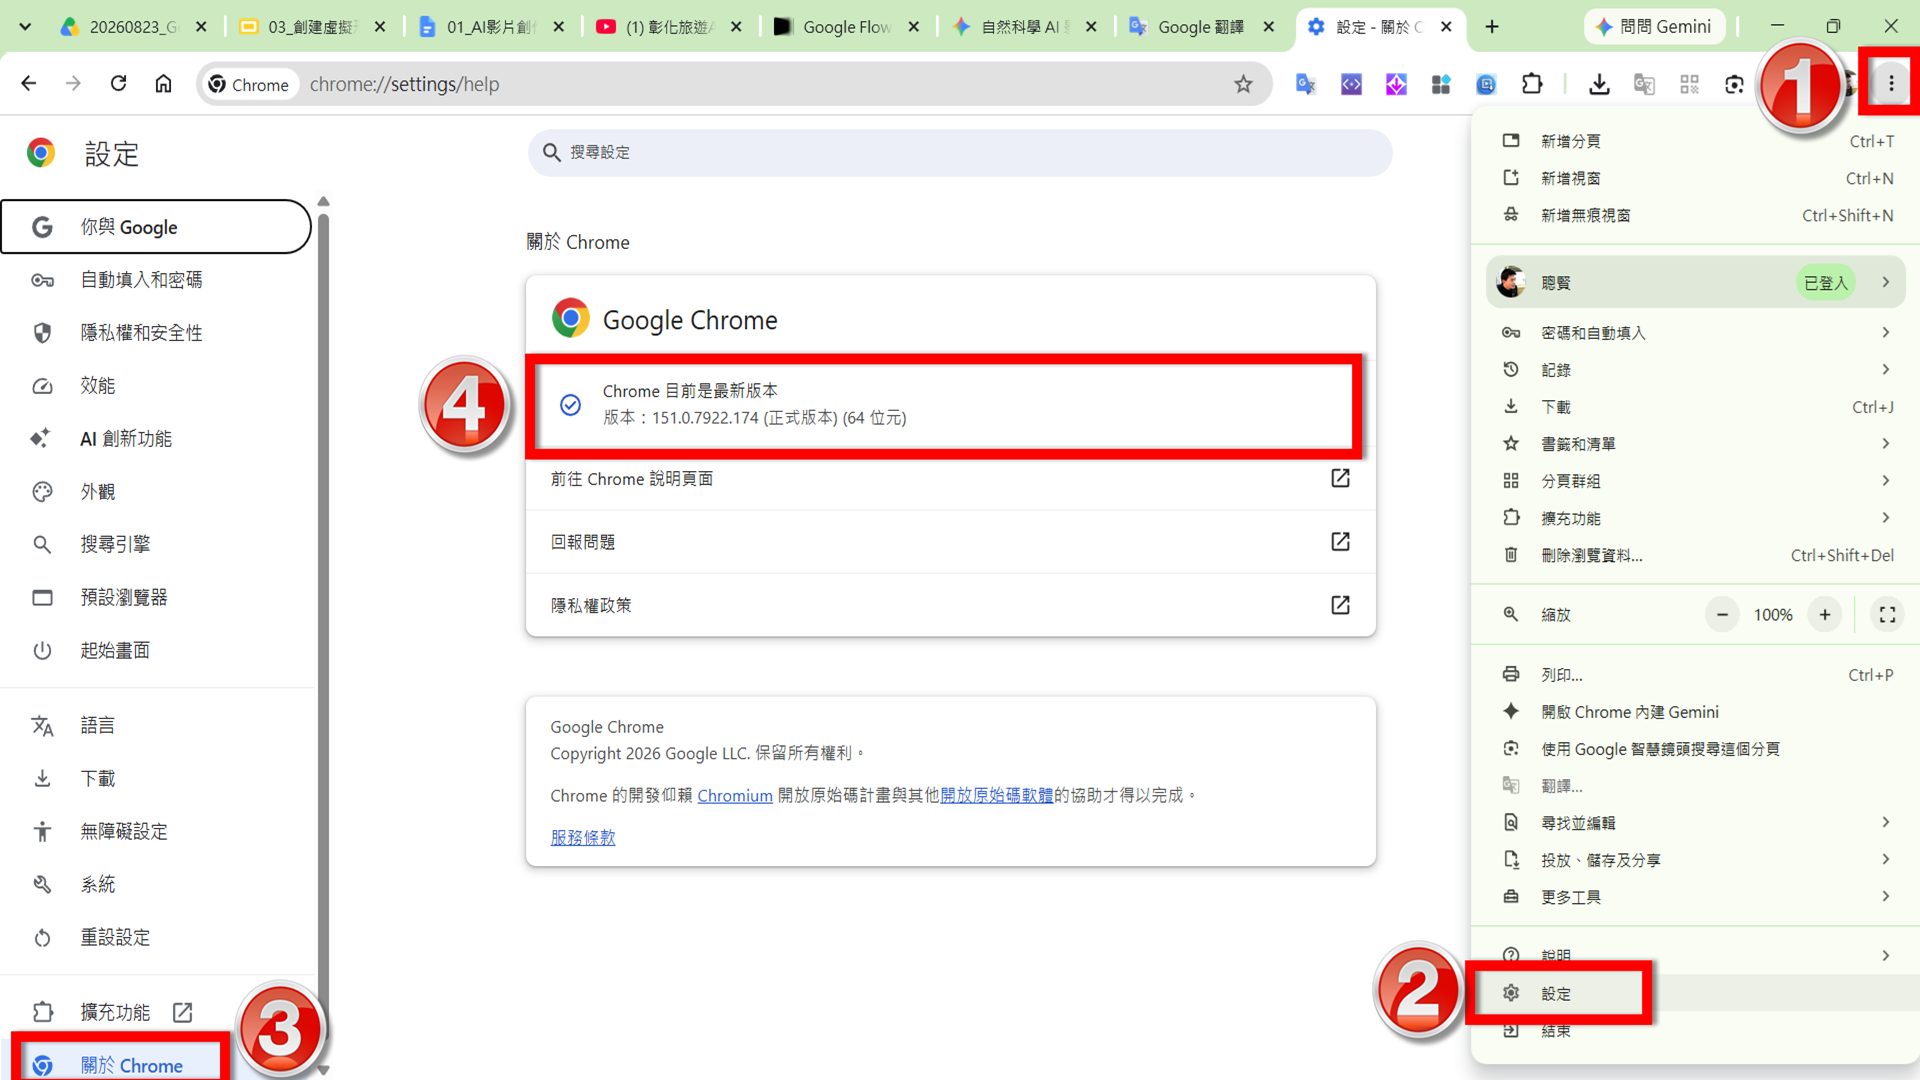 20260823_G
03_創建虛擬
01_AI影片創
(1) 彰化旅遊
Google Flow
自然科學 AI
Google 翻譯
設定 - 關於 C
問問 Gemini
Chrome
chrome://settings/help
1
設定
搜尋設定
你與 Google
自動填入和密碼
隱私權和安全性
效能
AI 創新功能
外觀
搜尋引擎
預設瀏覽器
起始畫面
語言
下載
無障礙設定
系統
重設設定
擴充功能
3
關於 Chrome
關於 Chrome
Google Chrome
4
Chrome 目前是最新版本
版本：151.0.7922.174 (正式版本) (64 位元)
前往 Chrome 說明頁面
回報問題
隱私權政策
Google Chrome
Copyright 2026 Google LLC. 保留所有權利。
Chrome 的開發仰賴 Chromium 開放原始碼計畫與其他開放原始碼軟體的協助才得以完成。
服務條款
新增分頁 Ctrl+T
新增視窗 Ctrl+N
新增無痕視窗 Ctrl+Shift+N
聰賢 已登入
密碼和自動填入
記錄
下載 Ctrl+J
書籤和清單
分頁群組
擴充功能
刪除瀏覽資料... Ctrl+Shift+Del
縮放 100%
列印... Ctrl+P
開啟 Chrome 內建 Gemini
使用 Google 智慧鏡頭搜尋這個分頁
翻譯...
尋找並編輯
投放、儲存及分享
更多工具
說明
2
設定
結束